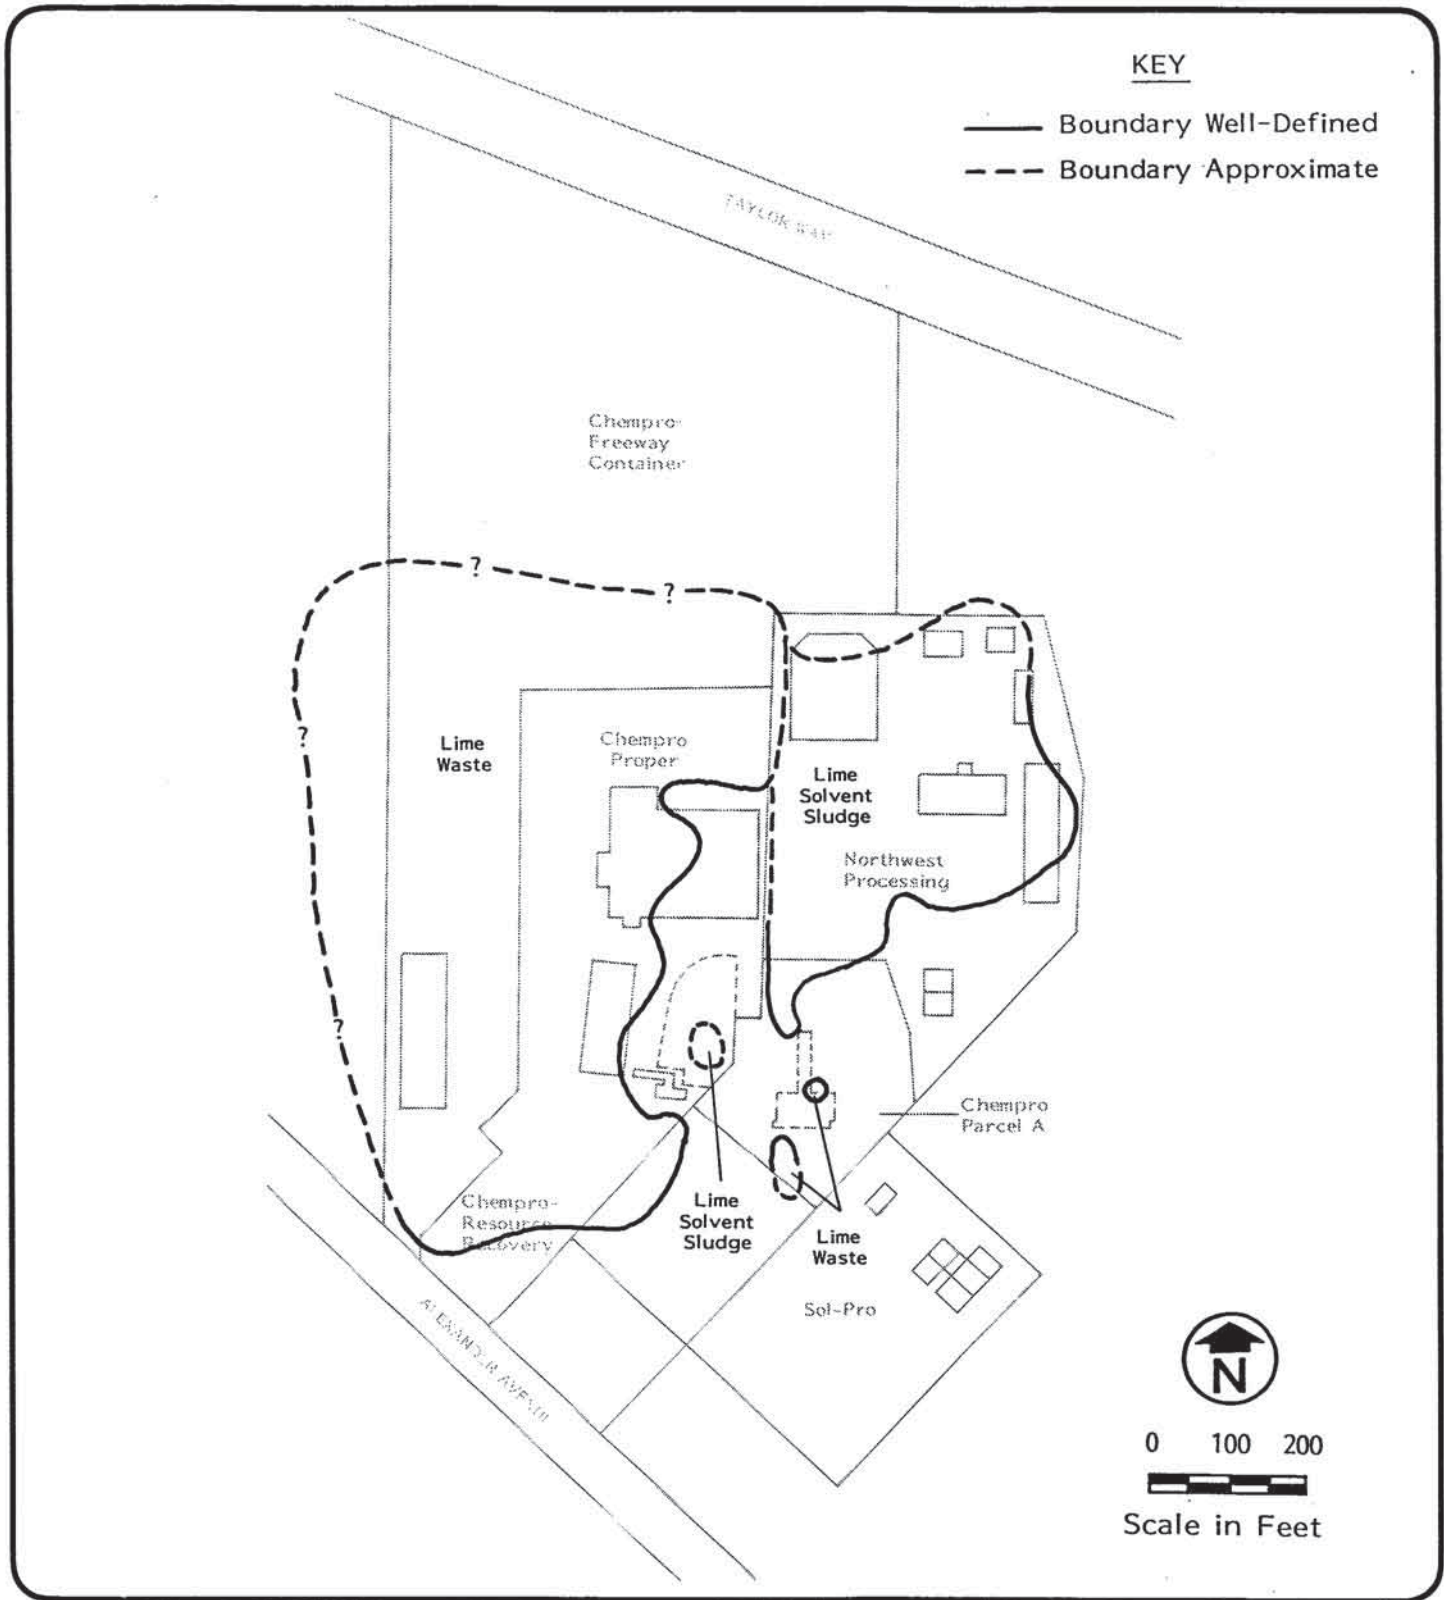 KEY
Boundary Well-Defined
Boundary Approximate
TAYLOR WAY
Chempro-
Freeway
Container
?
?
?
Lime
Waste
Chempro
Proper
Lime
Solvent
Sludge
Northwest
Processing
?
Chempro
Parcel A
Chempro-
Resource
Recovery
Lime
Solvent
Sludge
Lime
Waste
Sol-Pro
ALEXANDER AVENUE
N
0 100 200
Scale in Feet